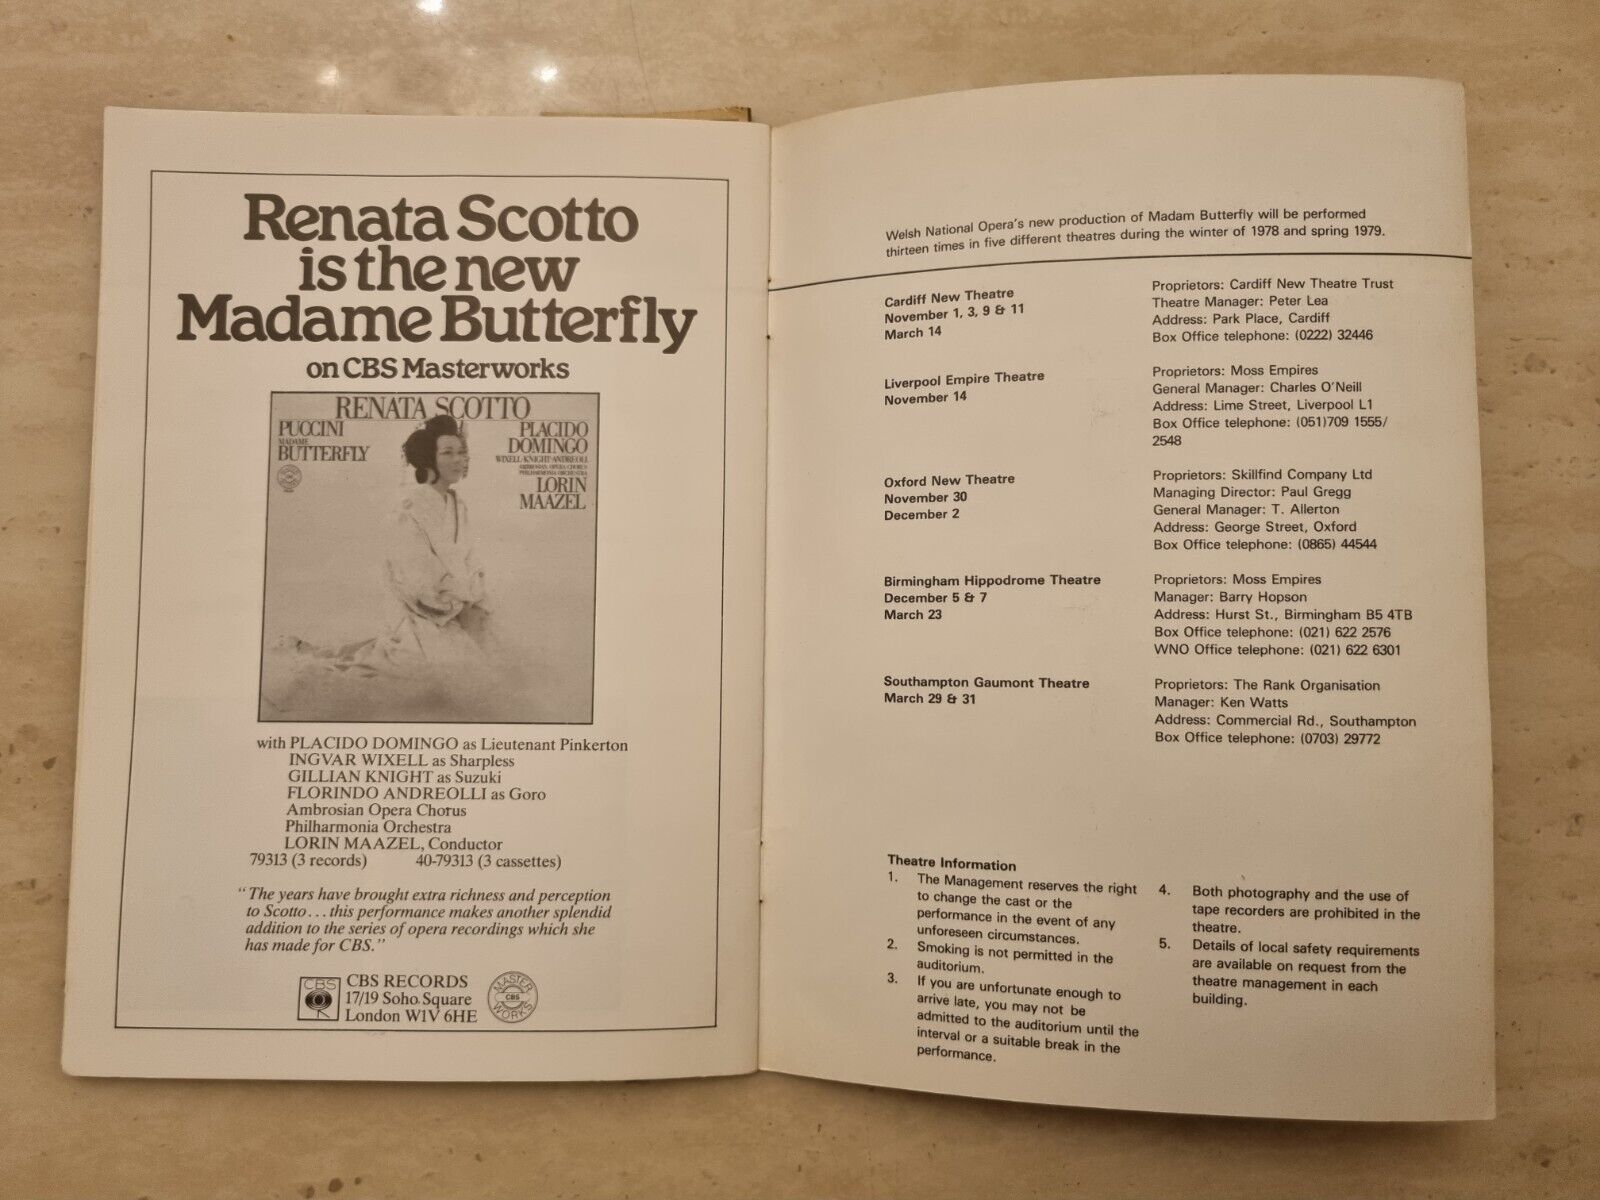 Renata Scotto
is the new
Madame Butterfly
on CBS Masterworks
RENATA SCOTTO
PUCCINI
MADAME
BUTTERFLY
PLACIDO
DOMINGO
WIXELL·KNIGHT·ANDREOLI
AMBROSIAN OPERA CHORUS
PHILHARMONIA ORCHESTRA
LORIN
MAAZEL
with PLACIDO DOMINGO as Lieutenant Pinkerton
INGVAR WIXELL as Sharpless
GILLIAN KNIGHT as Suzuki
FLORINDO ANDREOLLI as Goro
Ambrosian Opera Chorus
Philharmonia Orchestra
LORIN MAAZEL, Conductor
79313 (3 records) 40-79313 (3 cassettes)
"The years have brought extra richness and perception
to Scotto... this performance makes another splendid
addition to the series of opera recordings which she
has made for CBS."
CBS
CBS RECORDS
17/19 Soho Square
London W1V 6HE
MASTER
CBS
WORKS
Welsh National Opera's new production of Madam Butterfly will be performed
thirteen times in five different theatres during the winter of 1978 and spring 1979.
Cardiff New Theatre
November 1, 3, 9 & 11
March 14
Proprietors: Cardiff New Theatre Trust
Theatre Manager: Peter Lea
Address: Park Place, Cardiff
Box Office telephone: (0222) 32446
Liverpool Empire Theatre
November 14
Proprietors: Moss Empires
General Manager: Charles O'Neill
Address: Lime Street, Liverpool L1
Box Office telephone: (051)709 1555/
2548
Oxford New Theatre
November 30
December 2
Proprietors: Skillfind Company Ltd
Managing Director: Paul Gregg
General Manager: T. Allerton
Address: George Street, Oxford
Box Office telephone: (0865) 44544
Birmingham Hippodrome Theatre
December 5 & 7
March 23
Proprietors: Moss Empires
Manager: Barry Hopson
Address: Hurst St., Birmingham B5 4TB
Box Office telephone: (021) 622 2576
WNO Office telephone: (021) 622 6301
Southampton Gaumont Theatre
March 29 & 31
Proprietors: The Rank Organisation
Manager: Ken Watts
Address: Commercial Rd., Southampton
Box Office telephone: (0703) 29772
Theatre Information
1. The Management reserves the right
to change the cast or the
performance in the event of any
unforeseen circumstances.
2. Smoking is not permitted in the
auditorium.
3. If you are unfortunate enough to
arrive late, you may not be
admitted to the auditorium until the
interval or a suitable break in the
performance.
4. Both photography and the use of
tape recorders are prohibited in the
theatre.
5. Details of local safety requirements
are available on request from the
theatre management in each
building.